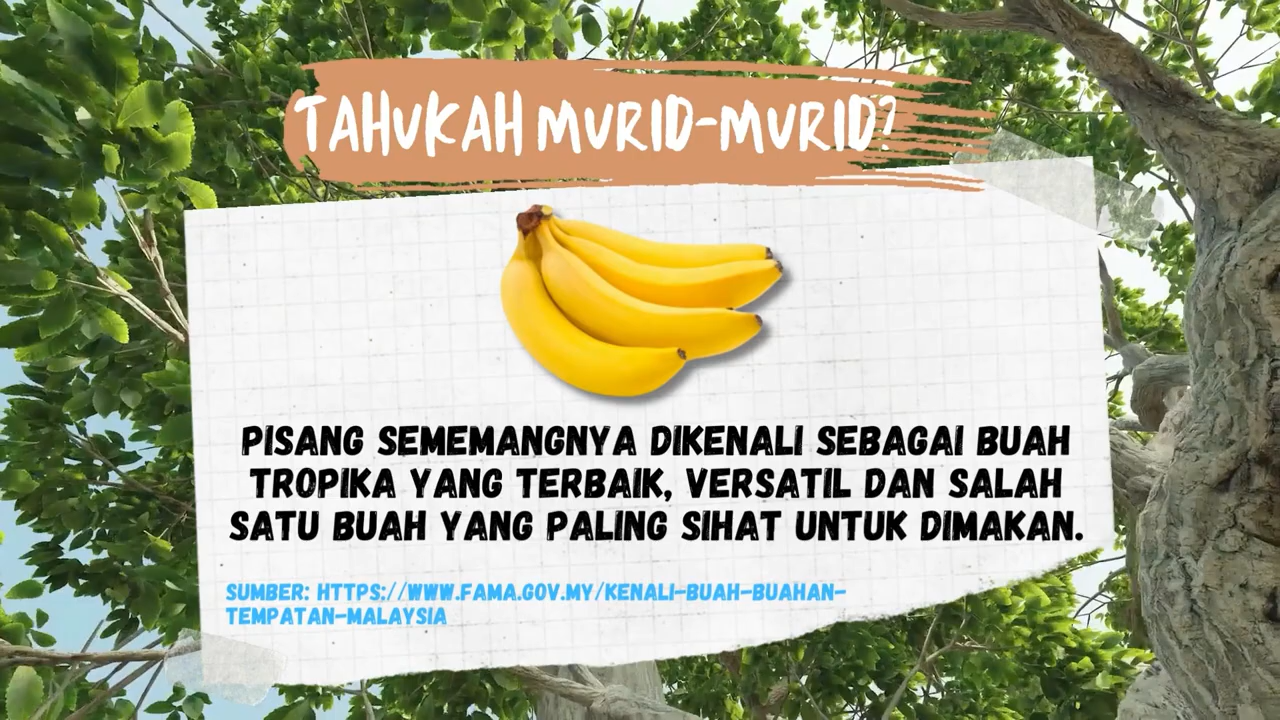 TAHUKAH MURID-MURID?
PISANG SEMEMANGNYA DIKENALI SEBAGAI BUAH
TROPIKA YANG TERBAIK, VERSATIL DAN SALAH
SATU BUAH YANG PALING SIHAT UNTUK DIMAKAN.
SUMBER: HTTPS://WWW.FAMA.GOV.MY/KENALI-BUAH-BUAHAN-
TEMPATAN-MALAYSIA